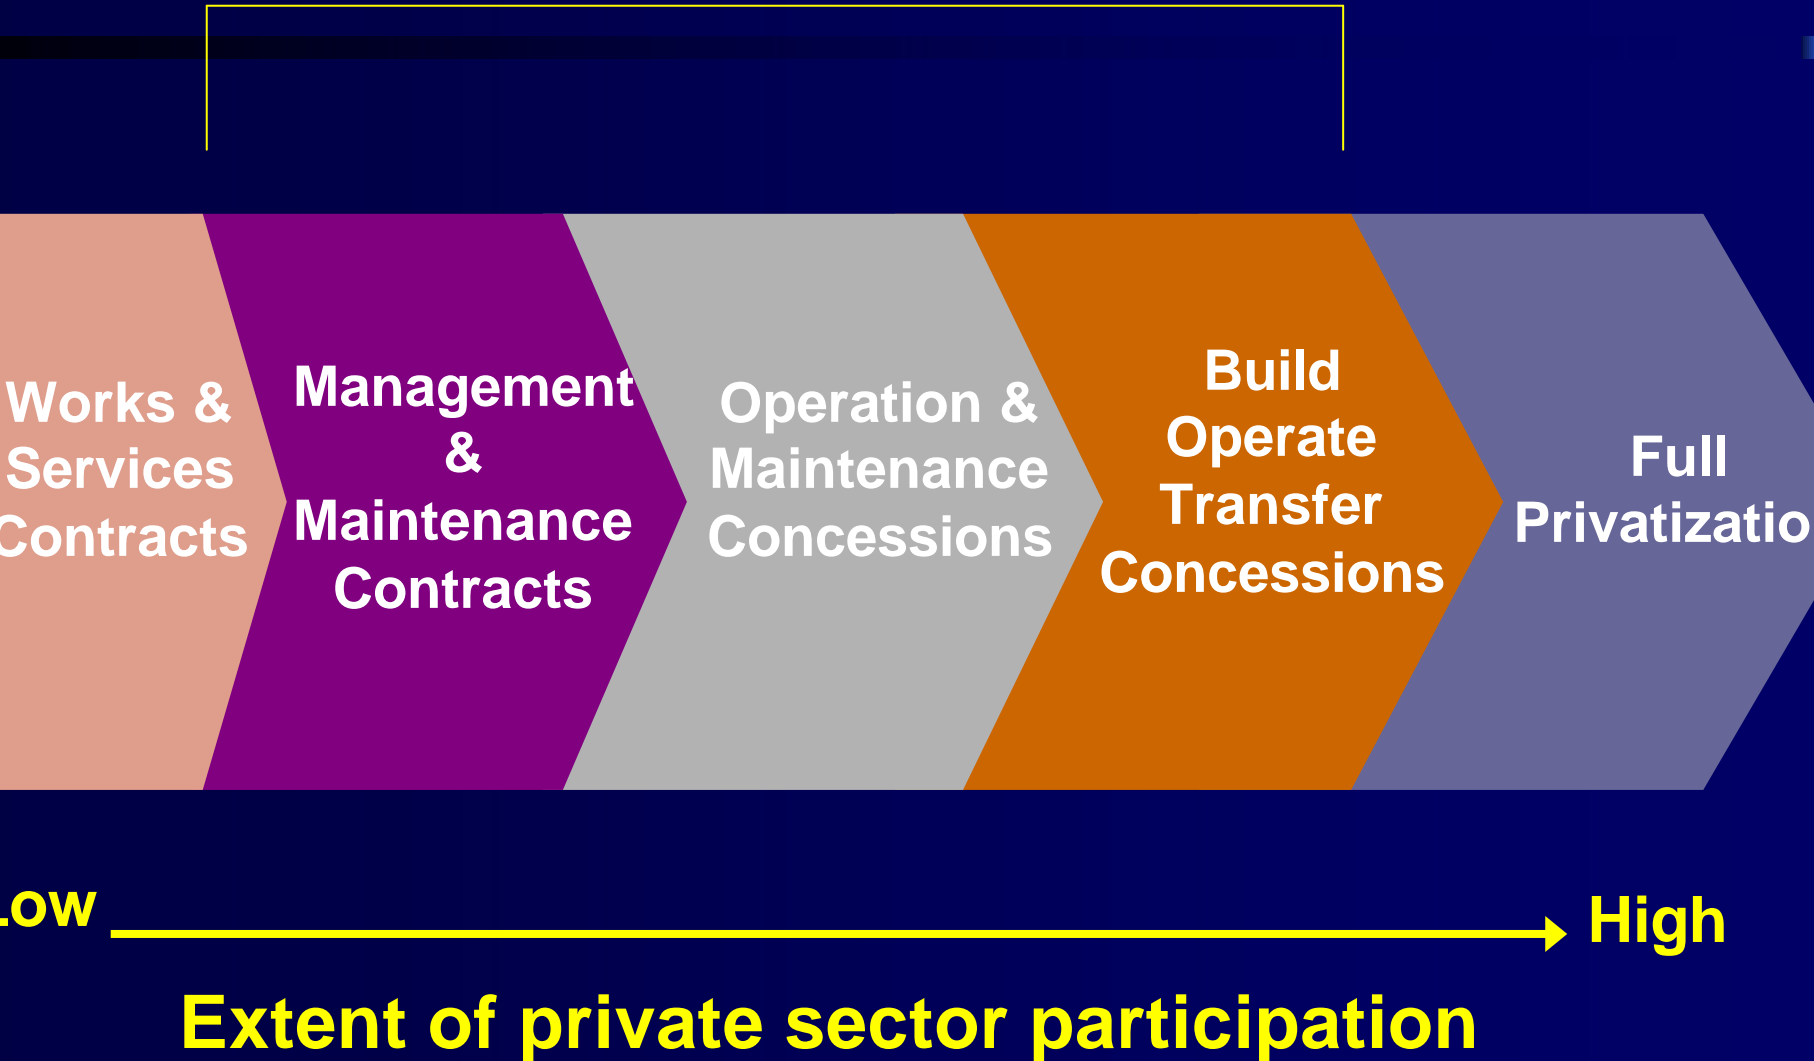 Works &
Services
Contracts
Management
&
Maintenance
Contracts
Operation &
Maintenance
Concessions
Build
Operate
Transfer
Concessions
Full
Privatizatio
Low
High
Extent of private sector participation